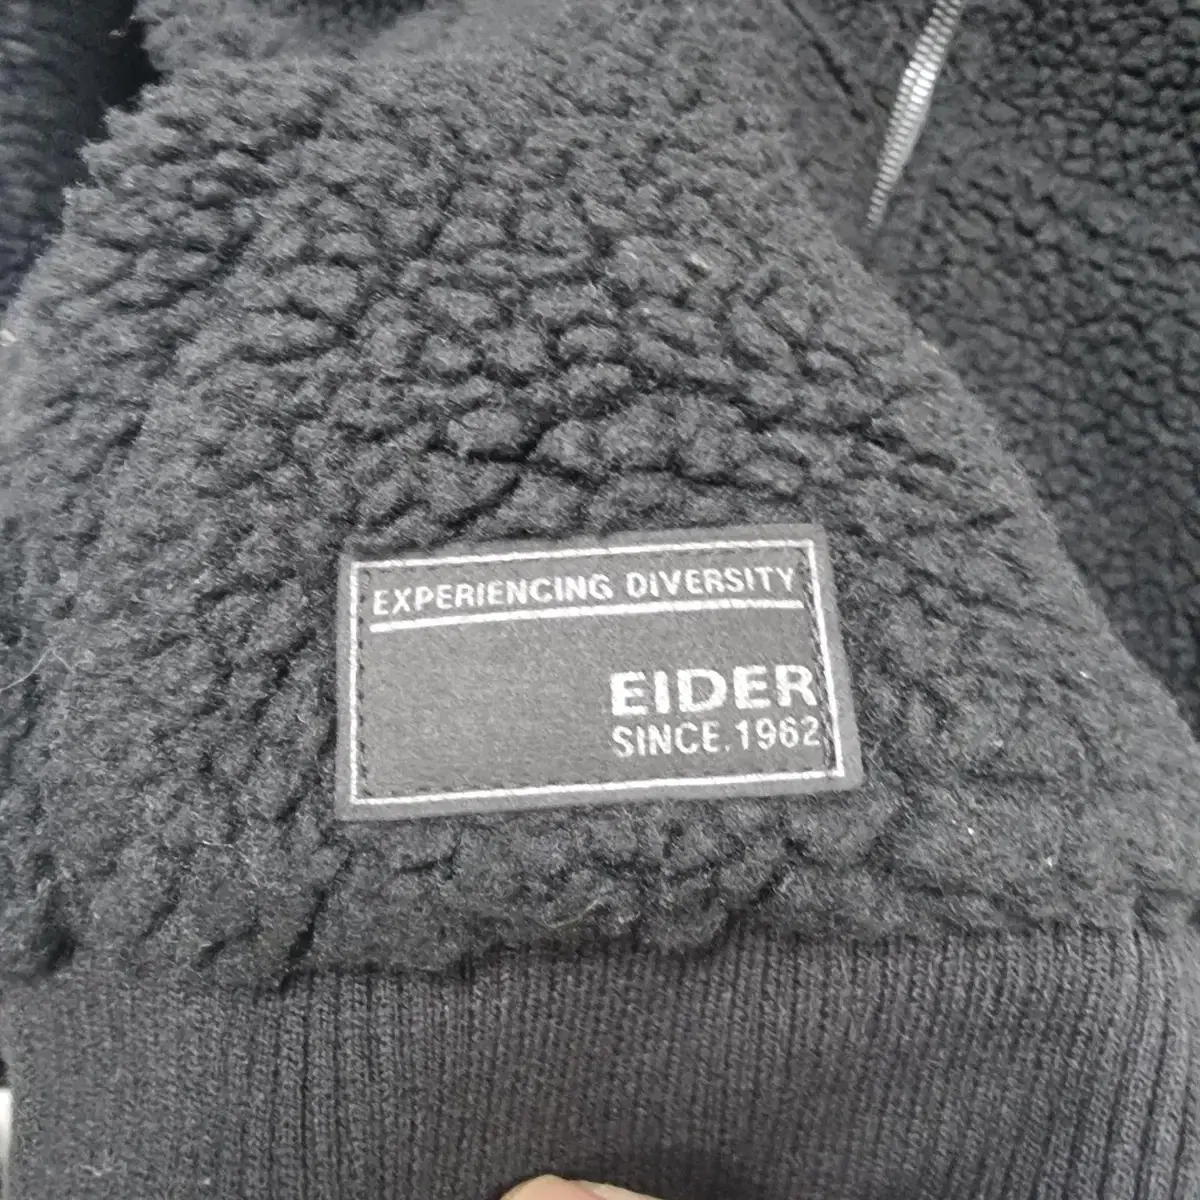 EXPERIENCING DIVERSITY
EIDER
SINCE.1962